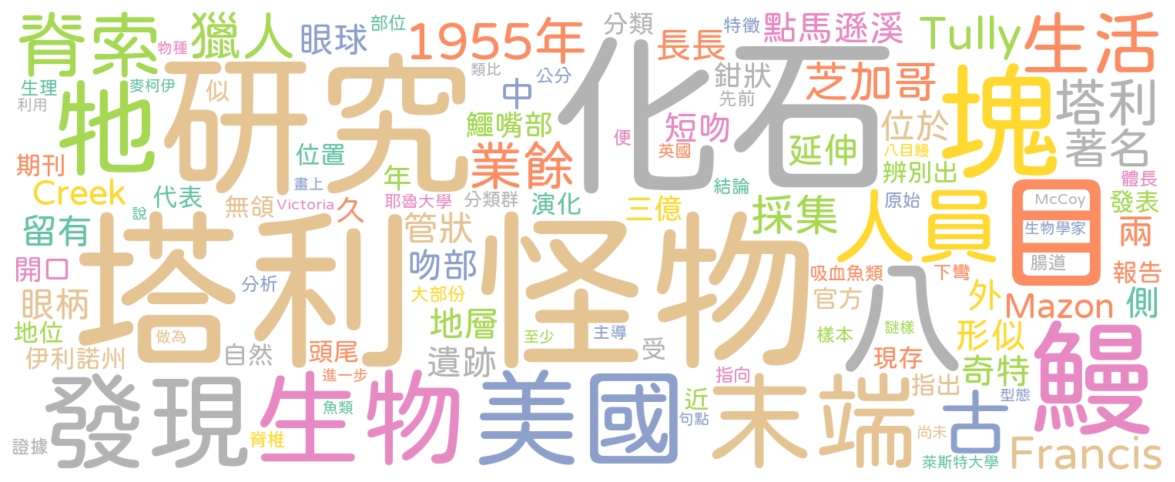 脊索
物種
獵人
眼球
部位
1955年
分類
長長
特徵
點馬遜溪
Tully
生活
生理
利用
麥柯伊
似
研究
類比
中
公分
化石
鉗狀
先前
芝加哥
塊
塔利
著名
牠
鱷嘴部
便
短吻
英國
延伸
位於
八目鰻
辨別出
期刊
位置
業餘
Creek
代表
畫上
年
耶魯大學
分類群
演化
結論
三億
採集
人員
原始
目
McCoy
生物學家
腸道
體長
發表
兩
留有
說
無頜
Victoria
久
管狀
開口
塔利
怪物
吻部
吸血魚類
下彎
報告
眼柄
分析
大部份
官方
八
外
Mazon
側
地位
做為
地層
至少
主導
樣本
謎樣
形似
伊利諾州
自然
頭尾
遺跡
受
現存
鰻
進一步
指向
指出
奇特
發現
生物
美國
末端
型態
古
魚類
近
證據
脊椎
句點
尚未
萊斯特大學
Francis